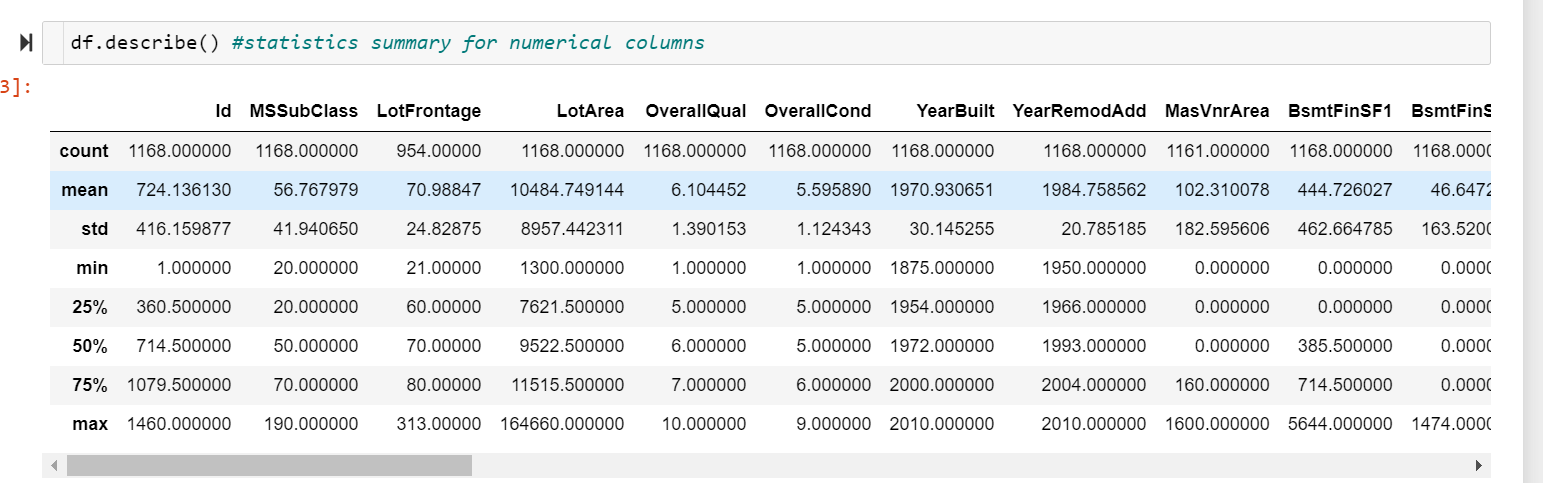 df.describe() #statistics summary for numerical columns
3]:
Id MSSubClass LotFrontage LotArea OverallQual OverallCond YearBuilt YearRemodAdd MasVnrArea BsmtFinSF1 BsmtFinS
count 1168.000000 1168.000000 954.00000 1168.000000 1168.000000 1168.000000 1168.000000 1168.000000 1161.000000 1168.000000 1168.0000
mean 724.136130 56.767979 70.98847 10484.749144 6.104452 5.595890 1970.930651 1984.758562 102.310078 444.726027 46.6472
std 416.159877 41.940650 24.82875 8957.442311 1.390153 1.124343 30.145255 20.785185 182.595606 462.664785 163.5200
min 1.000000 20.000000 21.00000 1300.000000 1.000000 1.000000 1875.000000 1950.000000 0.000000 0.000000 0.0000
25% 360.500000 20.000000 60.00000 7621.500000 5.000000 5.000000 1954.000000 1966.000000 0.000000 0.000000 0.0000
50% 714.500000 50.000000 70.00000 9522.500000 6.000000 5.000000 1972.000000 1993.000000 0.000000 385.500000 0.0000
75% 1079.500000 70.000000 80.00000 11515.500000 7.000000 6.000000 2000.000000 2004.000000 160.000000 714.500000 0.0000
max 1460.000000 190.000000 313.00000 164660.000000 10.000000 9.000000 2010.000000 2010.000000 1600.000000 5644.000000 1474.0000